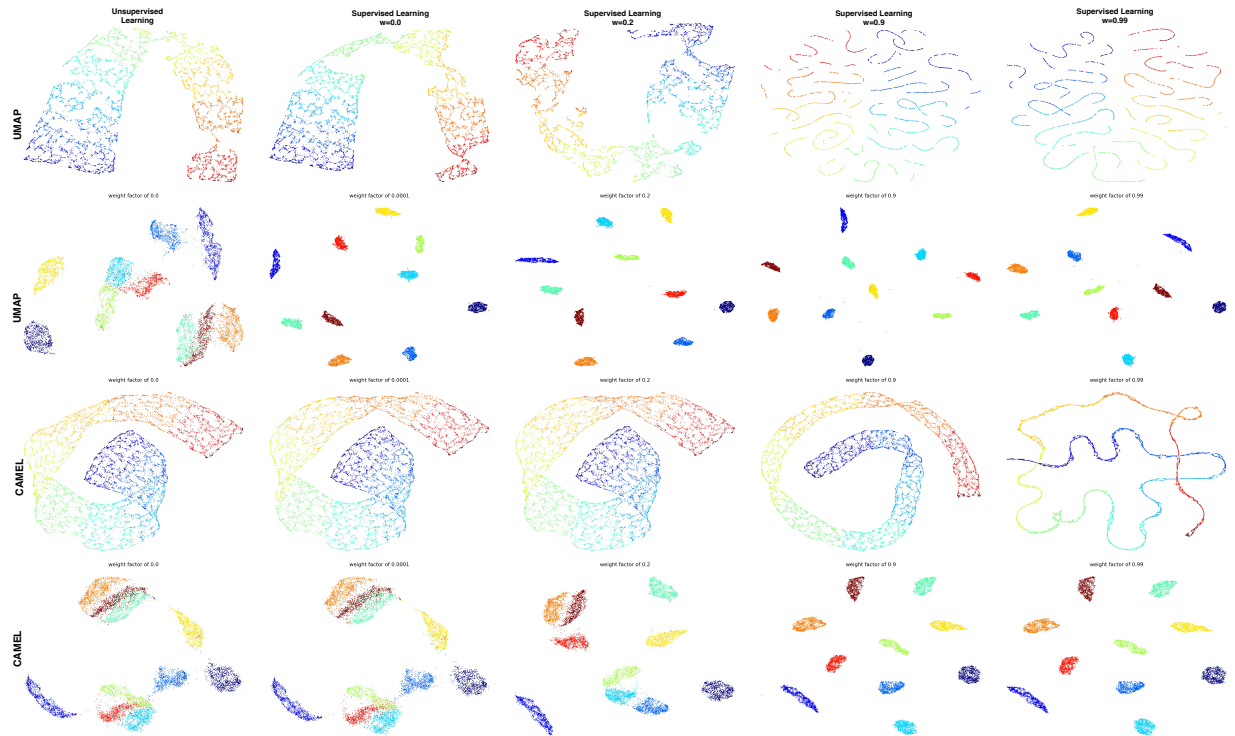 Unsupervised
Learning
Supervised Learning
w=0.0
Supervised Learning
w=0.2
Supervised Learning
w=0.9
Supervised Learning
w=0.99
UMAP
weight factor of 0.0
weight factor of 0.0001
weight factor of 0.2
weight factor of 0.9
weight factor of 0.99
UMAP
weight factor of 0.0
weight factor of 0.0001
weight factor of 0.2
weight factor of 0.9
weight factor of 0.99
CAMEL
weight factor of 0.0
weight factor of 0.0001
weight factor of 0.2
weight factor of 0.9
weight factor of 0.99
CAMEL